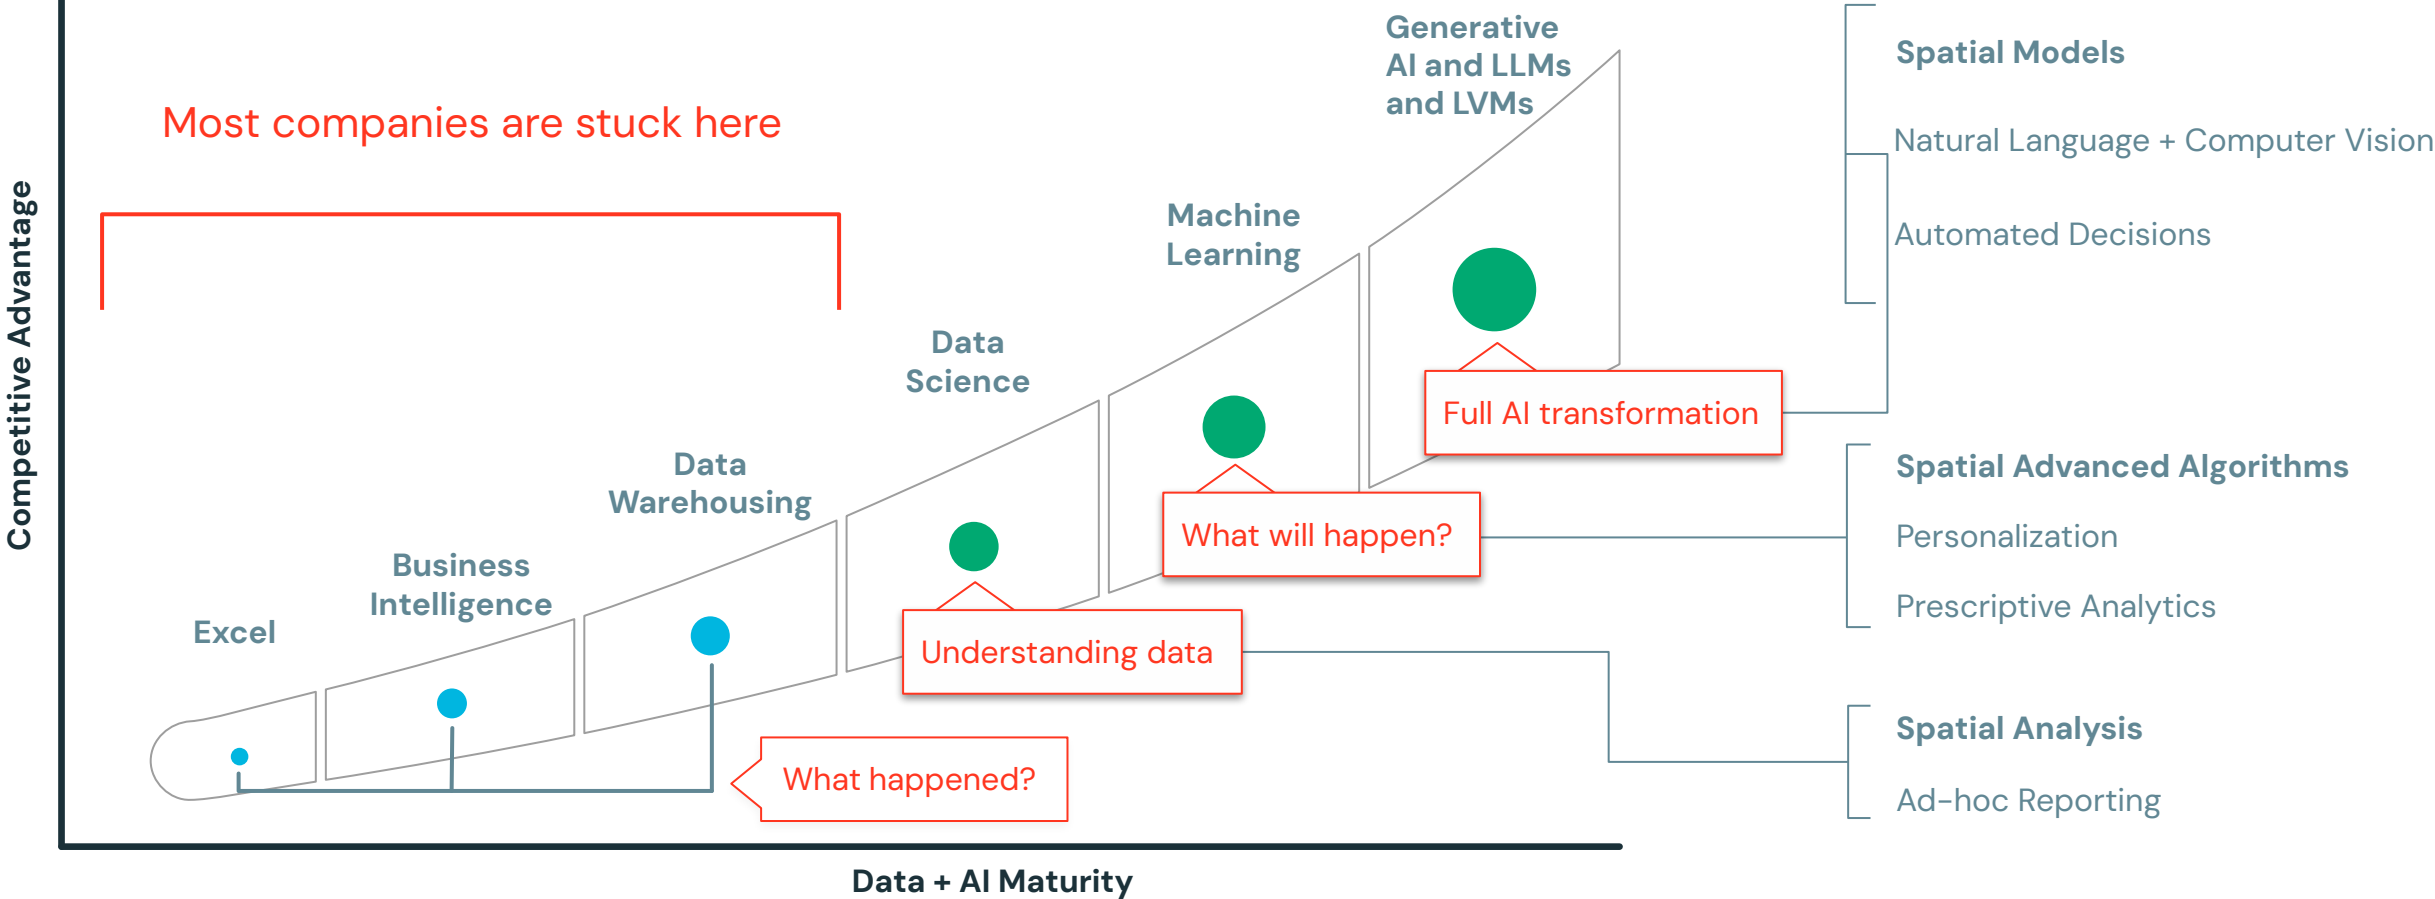 Generative
AI and LLMs
and LVMs
Spatial Models
Most companies are stuck here
Natural Language + Computer Vision
Competitive Advantage
Machine
Learning
Automated Decisions
Data
Science
Full AI transformation
Data
Warehousing
Spatial Advanced Algorithms
What will happen?
Personalization
Business
Intelligence
Prescriptive Analytics
Excel
Understanding data
Spatial Analysis
What happened?
Ad-hoc Reporting
Data + AI Maturity